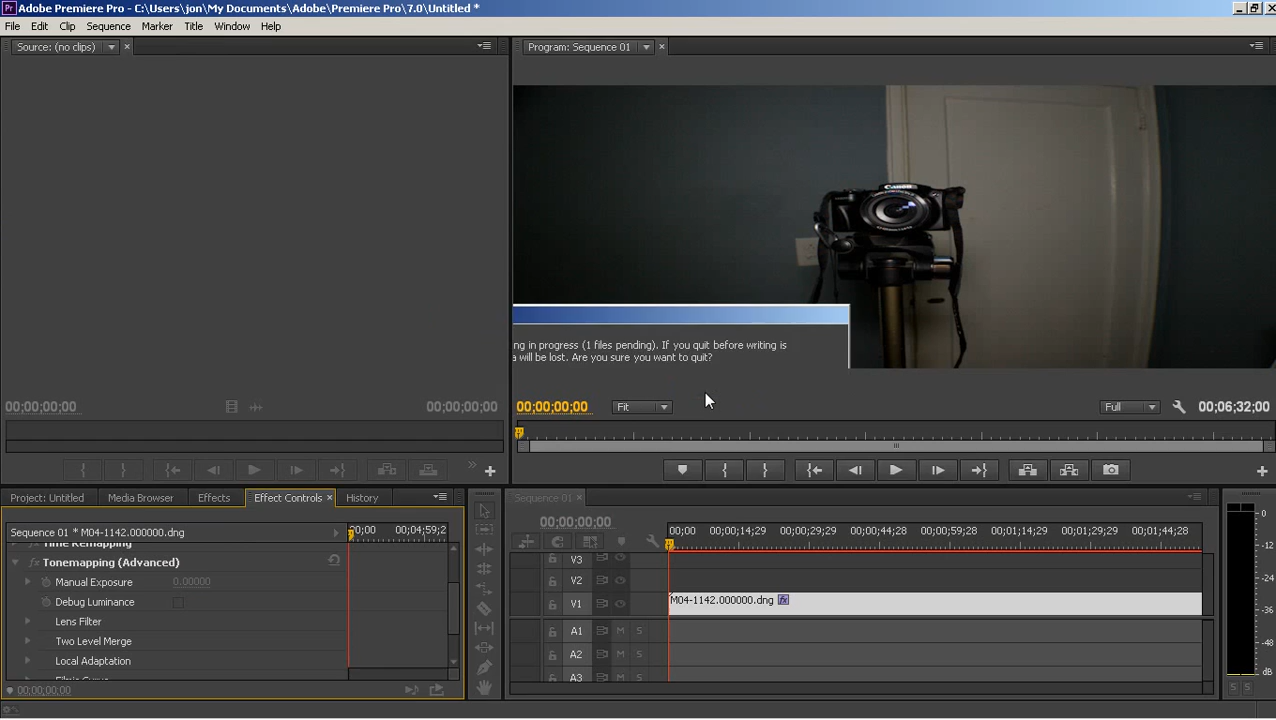 Adobe Premiere Pro - C:\Users\jon\My Documents\Adobe\Premiere Pro\7.0\Untitled *
File Edit Clip Sequence Marker Title Window Help
Source: (no clips)
Program: Sequence 01
Canon
ng in progress (1 files pending). If you quit before writing is
a will be lost. Are you sure you want to quit?
00;00;00;00
00;00;00;00
00;00;00;00
Fit
Full
00;06;32;00
Project: Untitled
Media Browser
Effects
Effect Controls
History
Sequence 01
Sequence 01 * M04-1142.000000.dng
00;00
00;04;59;2
00;00;00;00
00;00 00;00;14;29 00;00;29;29 00;00;44;28 00;00;59;28 00;01;14;29 00;01;29;29 00;01;44;28
Time Remapping
Tonemapping (Advanced)
Manual Exposure 0.00000
Debug Luminance
Lens Filter
Two Level Merge
Local Adaptation
Filmic Curve
00;00;00;00
V3
V2
V1
M04-1142.000000.dng fx
A1 M S
A2 M S
A3 M S
0
-12
-24
-36
-48
dB
S S